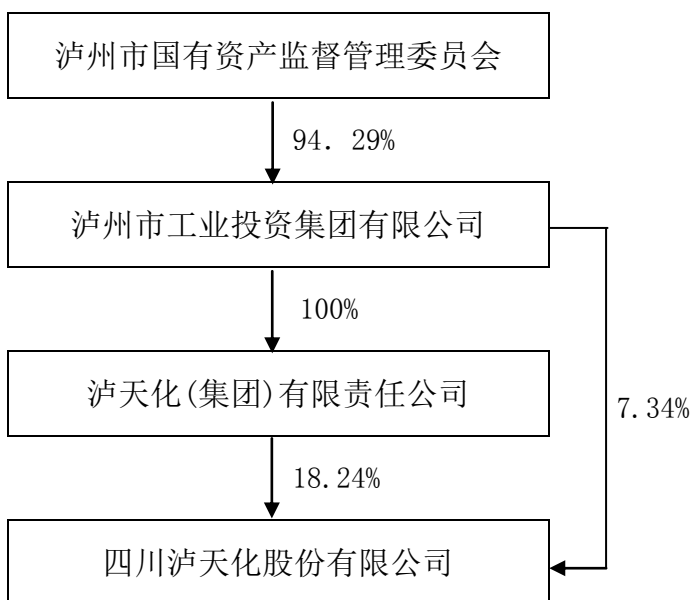 泸州市国有资产监督管理委员会
94. 29%
泸州市工业投资集团有限公司
100%
泸天化(集团)有限责任公司
7.34%
18.24%
四川泸天化股份有限公司